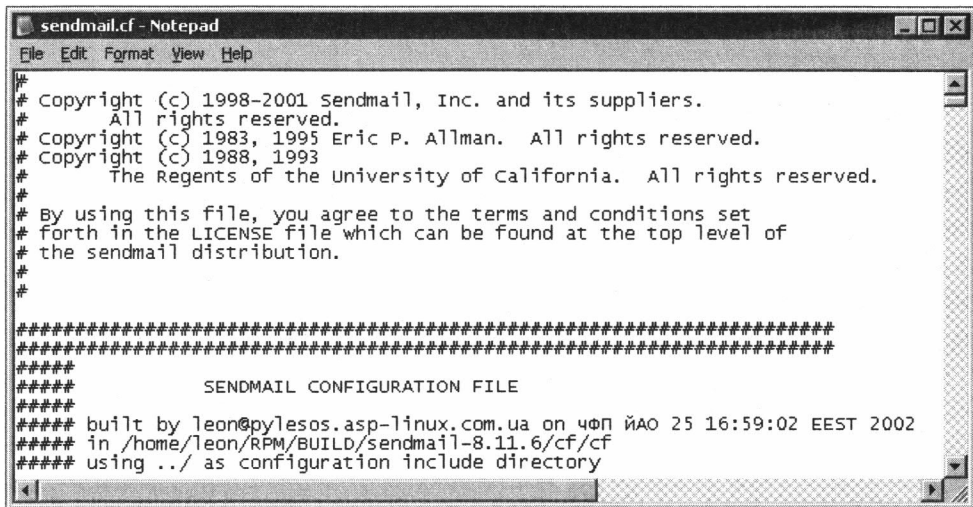 sendmail.cf - Notepad
File Edit Format View Help
#
# Copyright (c) 1998-2001 Sendmail, Inc. and its suppliers.
# All rights reserved.
# Copyright (c) 1983, 1995 Eric P. Allman. All rights reserved.
# Copyright (c) 1988, 1993
# The Regents of the University of California. All rights reserved.
#
# By using this file, you agree to the terms and conditions set
# forth in the LICENSE file which can be found at the top level of
# the sendmail distribution.
#
#
######################################################################
######################################################################
#####
##### SENDMAIL CONFIGURATION FILE
#####
##### built by leon@pylesos.asp-linux.com.ua on чФП йАО 25 16:59:02 EEST 2002
##### in /home/leon/RPM/BUILD/sendmail-8.11.6/cf/cf
##### using ../ as configuration include directory